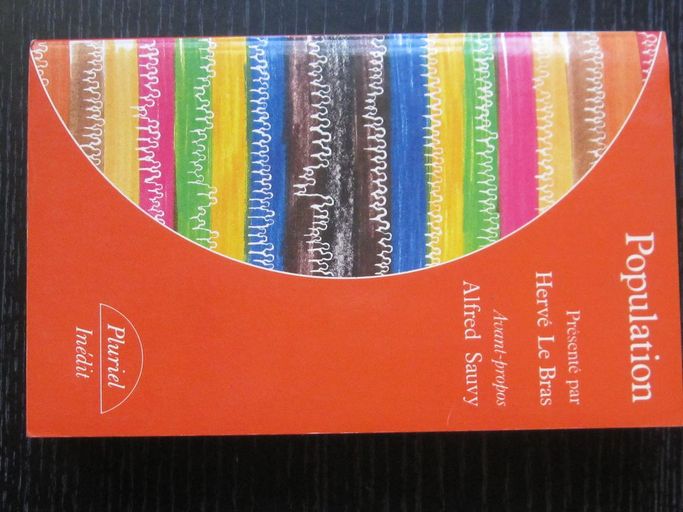 Population
Présenté par
Hervé Le Bras
Avant-propos
Alfred Sauvy
Pluriel
Inédit